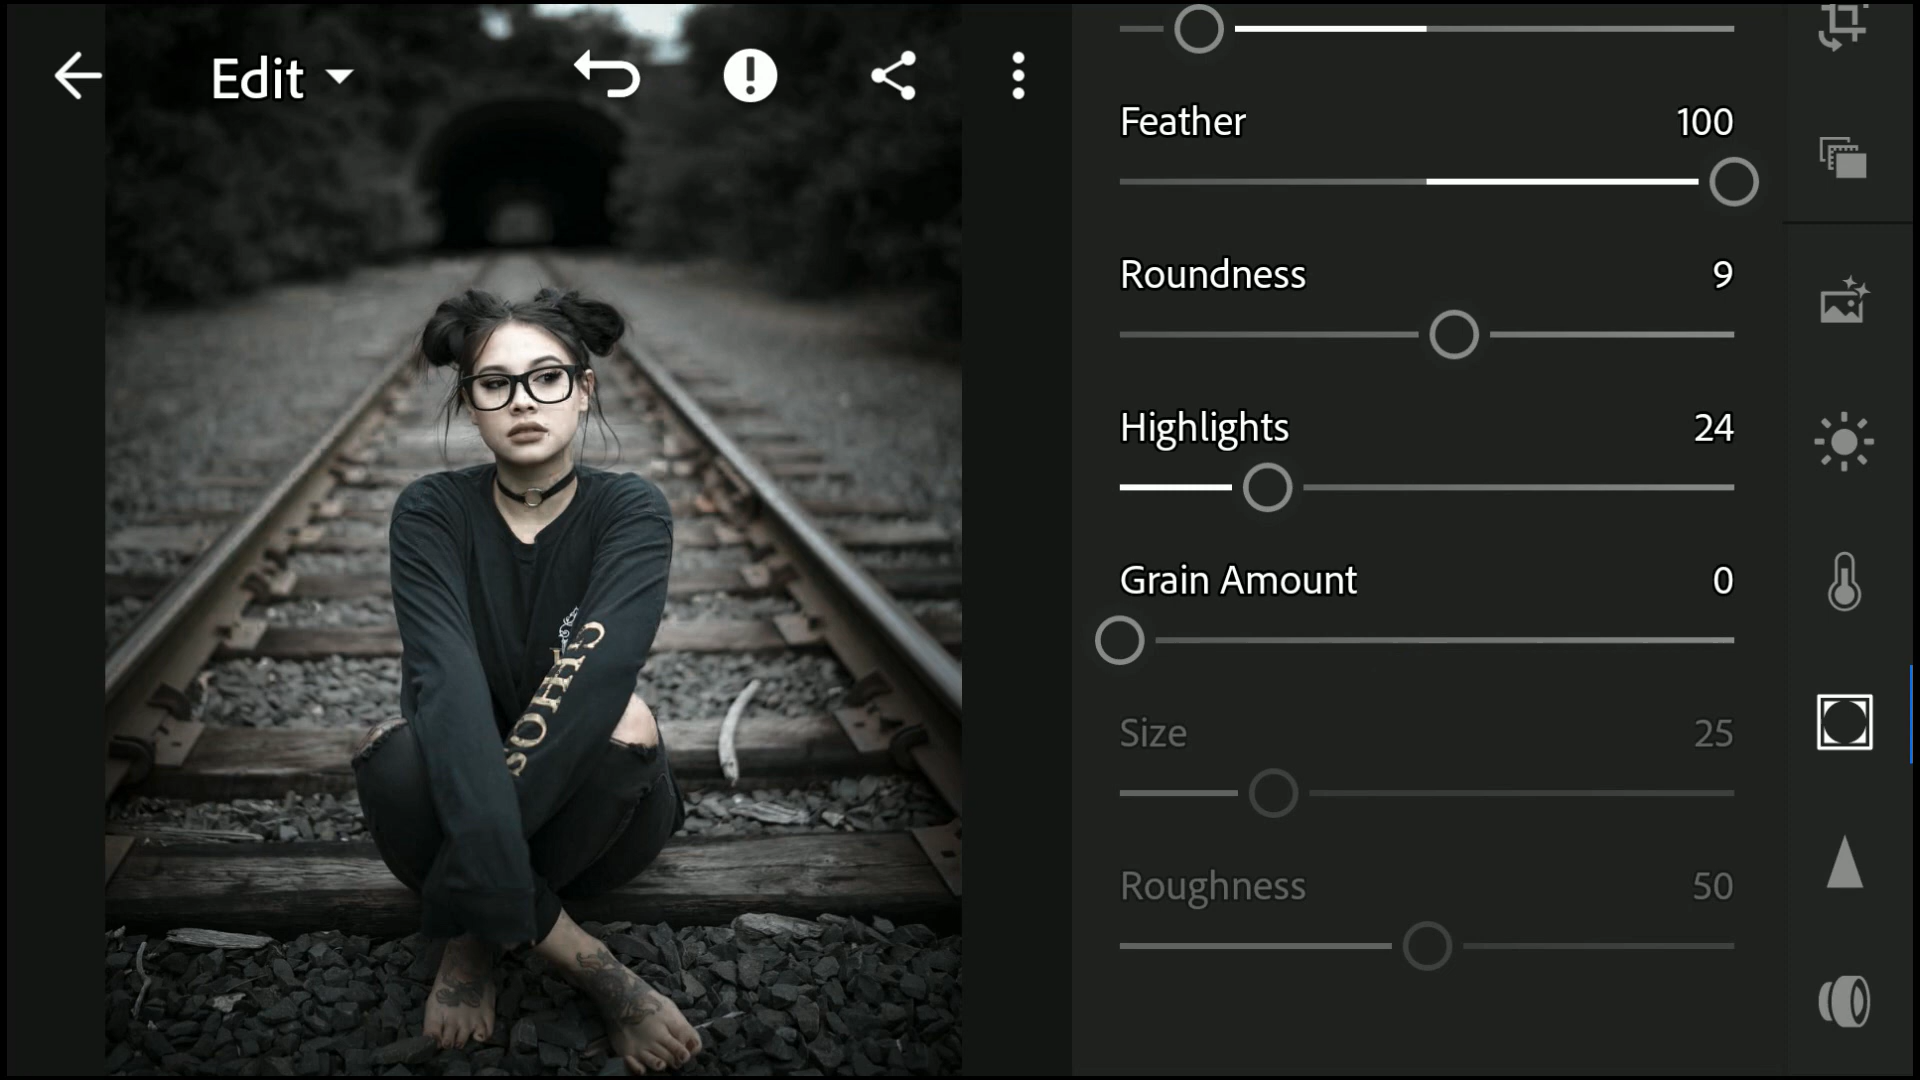 Edit
Feather 100
Roundness 9
Highlights 24
Grain Amount 0
Size 25
Roughness 50